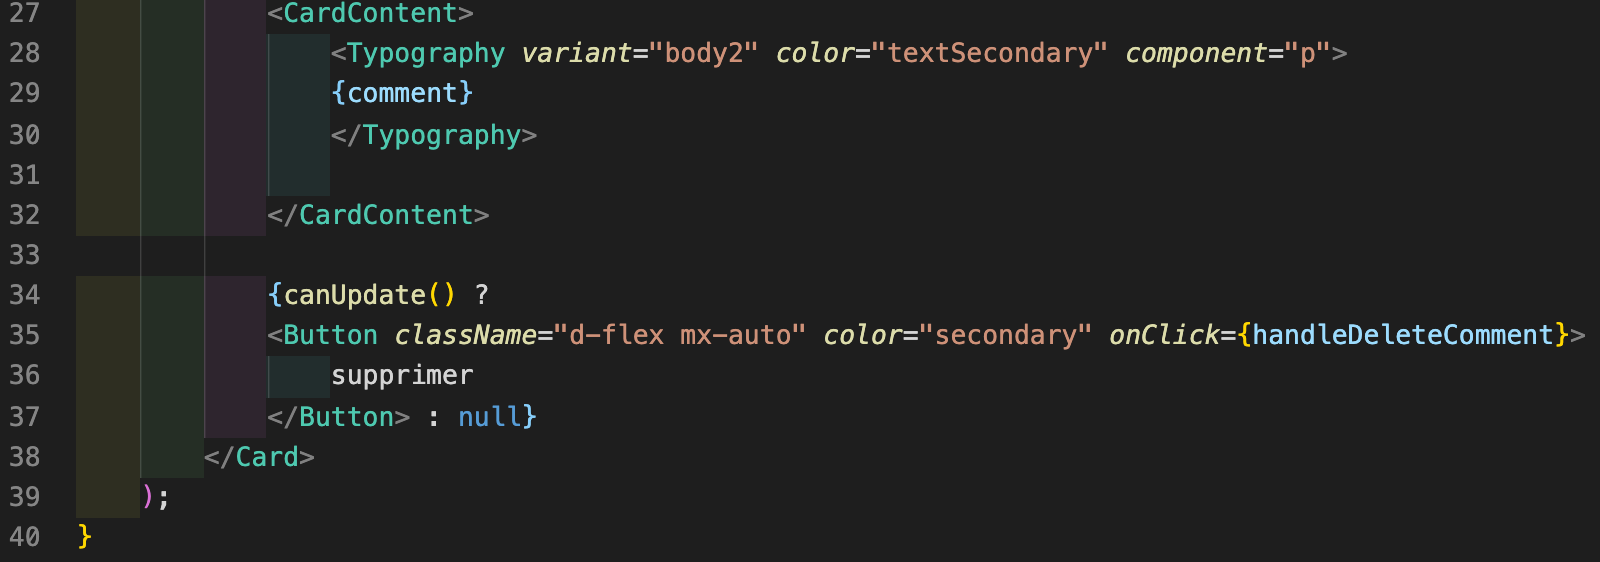 27 <CardContent>
28 <Typography variant="body2" color="textSecondary" component="p">
29 {comment}
30 </Typography>
31
32 </CardContent>
33
34 {canUpdate() ?
35 <Button className="d-flex mx-auto" color="secondary" onClick={handleDeleteComment}>
36 supprimer
37 </Button> : null}
38 </Card>
39 );
40 }